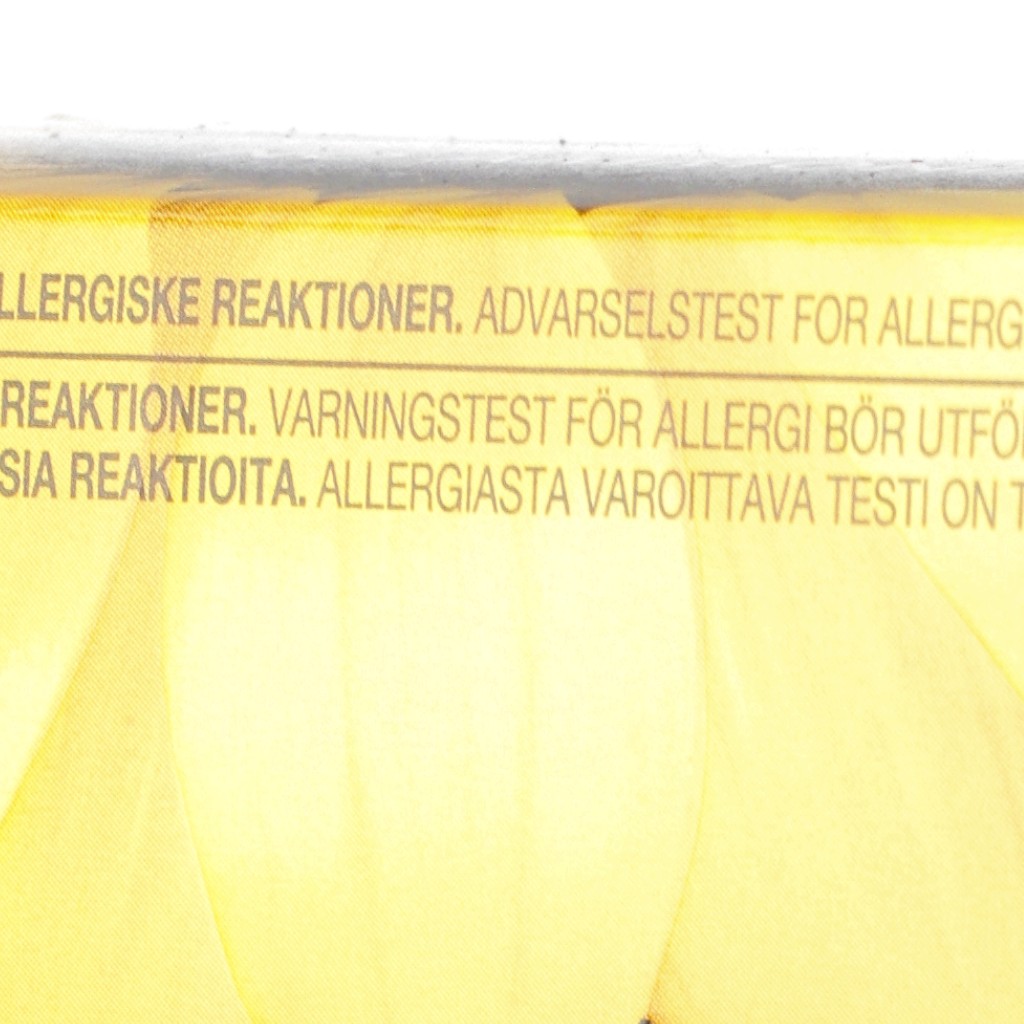 LLERGISKE REAKTIONER. ADVARSELSTEST FOR ALLERG
REAKTIONER. VARNINGSTEST FÖR ALLERGI BÖR UTFÖ
SIA REAKTIOITA. ALLERGIASTA VAROITTAVA TESTI ON T